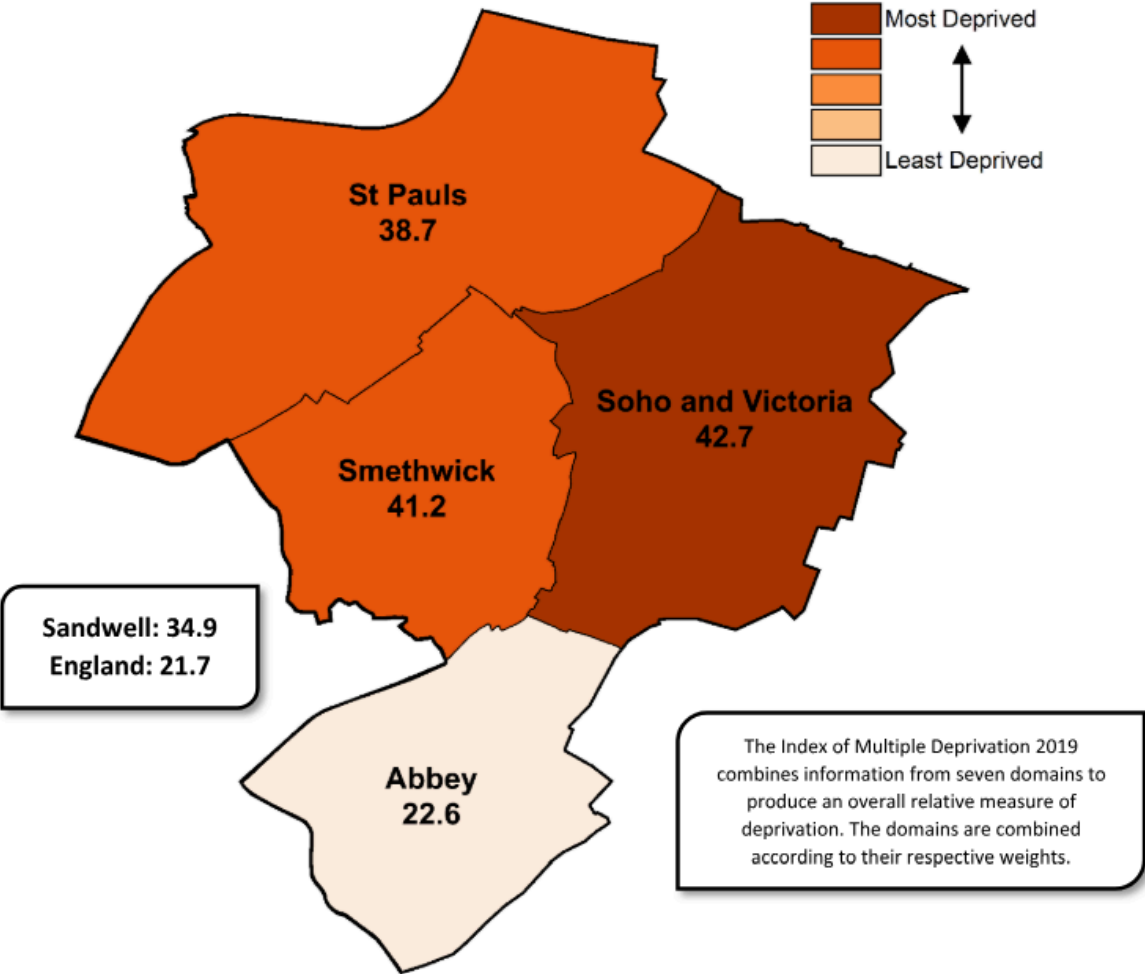 Most Deprived
Least Deprived
St Pauls
38.7
Soho and Victoria
42.7
Smethwick
41.2
Sandwell: 34.9
England: 21.7
Abbey
22.6
The Index of Multiple Deprivation 2019
combines information from seven domains to
produce an overall relative measure of
deprivation. The domains are combined
according to their respective weights.